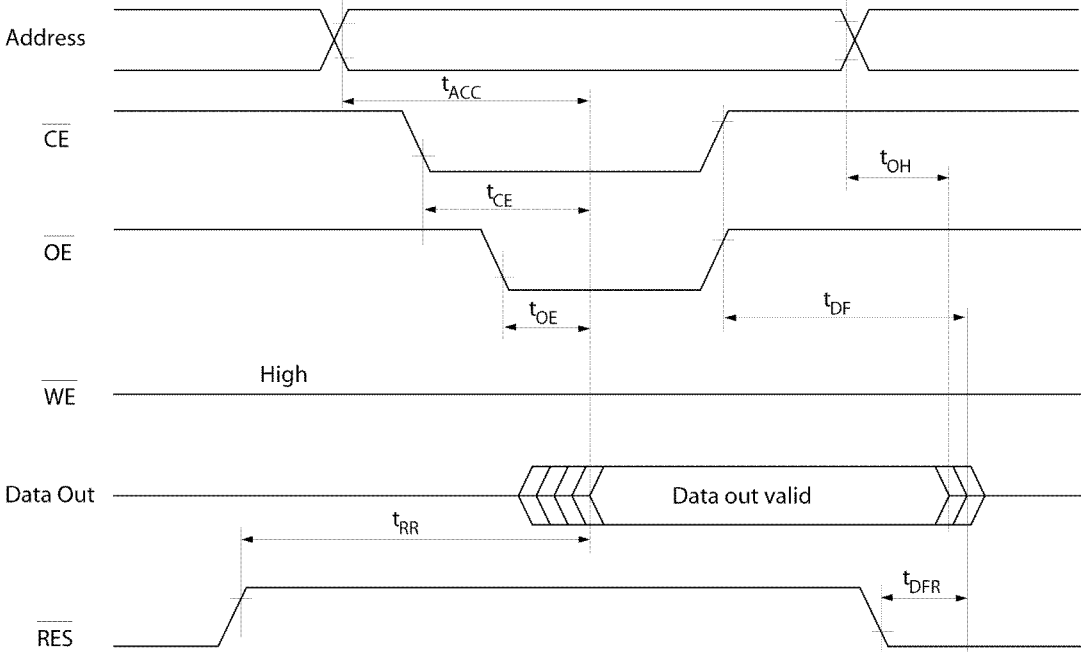 Address
tACC
CE
tOH
tCE
OE
tOE
tDF
High
WE
Data Out
Data out valid
tRR
tDFR
RES